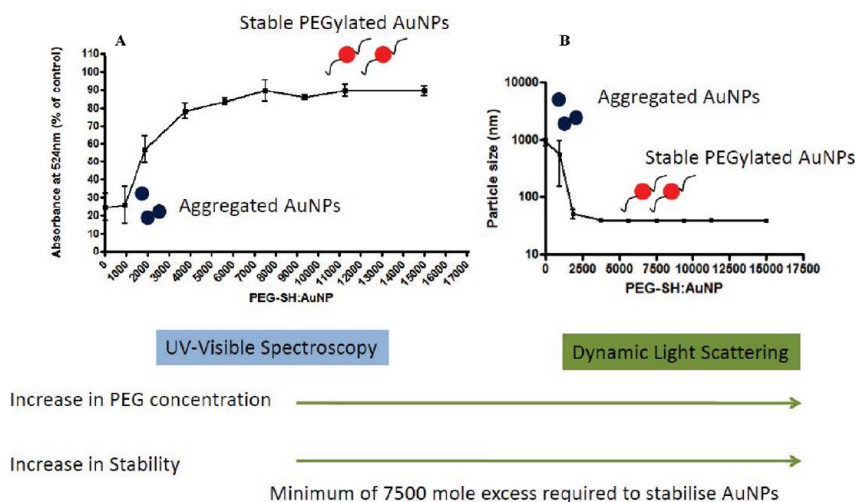 A
Stable PEGylated AuNPs
Absorbance at 524nm (% of control)
110
100
90
80
70
60
50
40
30
20
10
0
Aggregated AuNPs
0
1000
2000
3000
4000
5000
6000
7000
8000
9000
10000
11000
12000
13000
14000
15000
16000
17000
PEG-SH:AuNP
B
Particle size (nm)
10000
1000
100
10
Aggregated AuNPs
Stable PEGylated AuNPs
0
2500
5000
7500
10000
12500
15000
17500
PEG-SH:AuNP
UV-Visible Spectroscopy
Dynamic Light Scattering
Increase in PEG concentration
Increase in Stability
Minimum of 7500 mole excess required to stabilise AuNPs